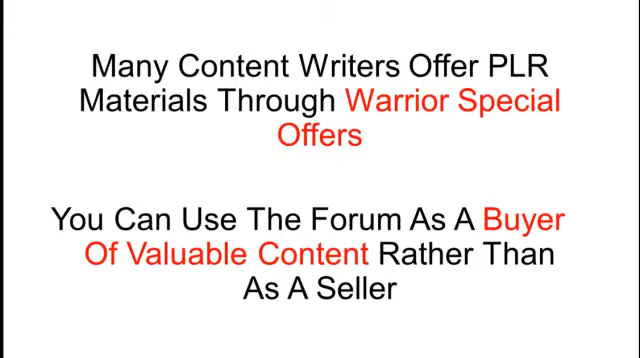 Many Content Writers Offer PLR
Materials Through Warrior Special
Offers
You Can Use The Forum As A Buyer
Of Valuable Content Rather Than
As A Seller